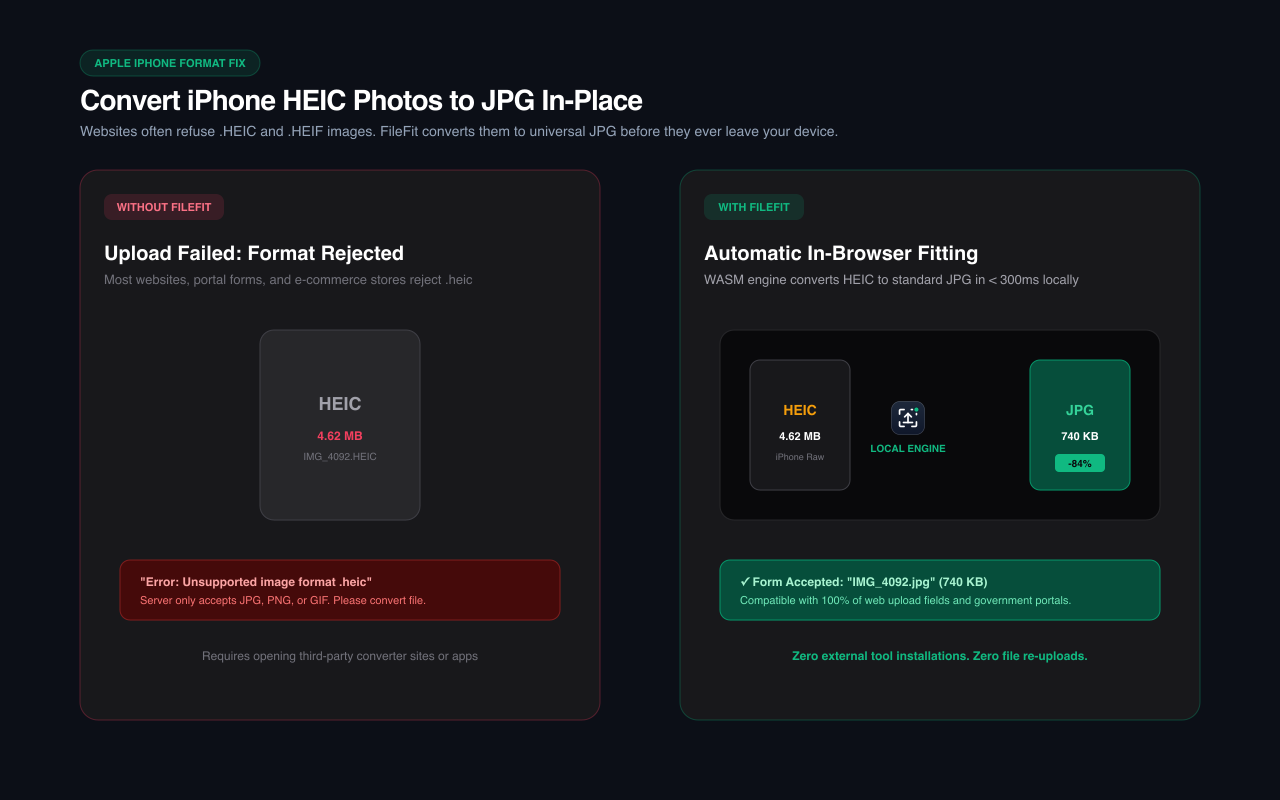 APPLE IPHONE FORMAT FIX
Convert iPhone HEIC Photos to JPG In-Place
Websites often refuse .HEIC and .HEIF images. FileFit converts them to universal JPG before they ever leave your device.
WITHOUT FILEFIT
Upload Failed: Format Rejected
Most websites, portal forms, and e-commerce stores reject .heic
HEIC
4.62 MB
IMG_4092.HEIC
"Error: Unsupported image format .heic"
Server only accepts JPG, PNG, or GIF. Please convert file.
Requires opening third-party converter sites or apps
WITH FILEFIT
Automatic In-Browser Fitting
WASM engine converts HEIC to standard JPG in < 300ms locally
HEIC
4.62 MB
iPhone Raw
LOCAL ENGINE
JPG
740 KB
-84%
✓ Form Accepted: "IMG_4092.jpg" (740 KB)
Compatible with 100% of web upload fields and government portals.
Zero external tool installations. Zero file re-uploads.